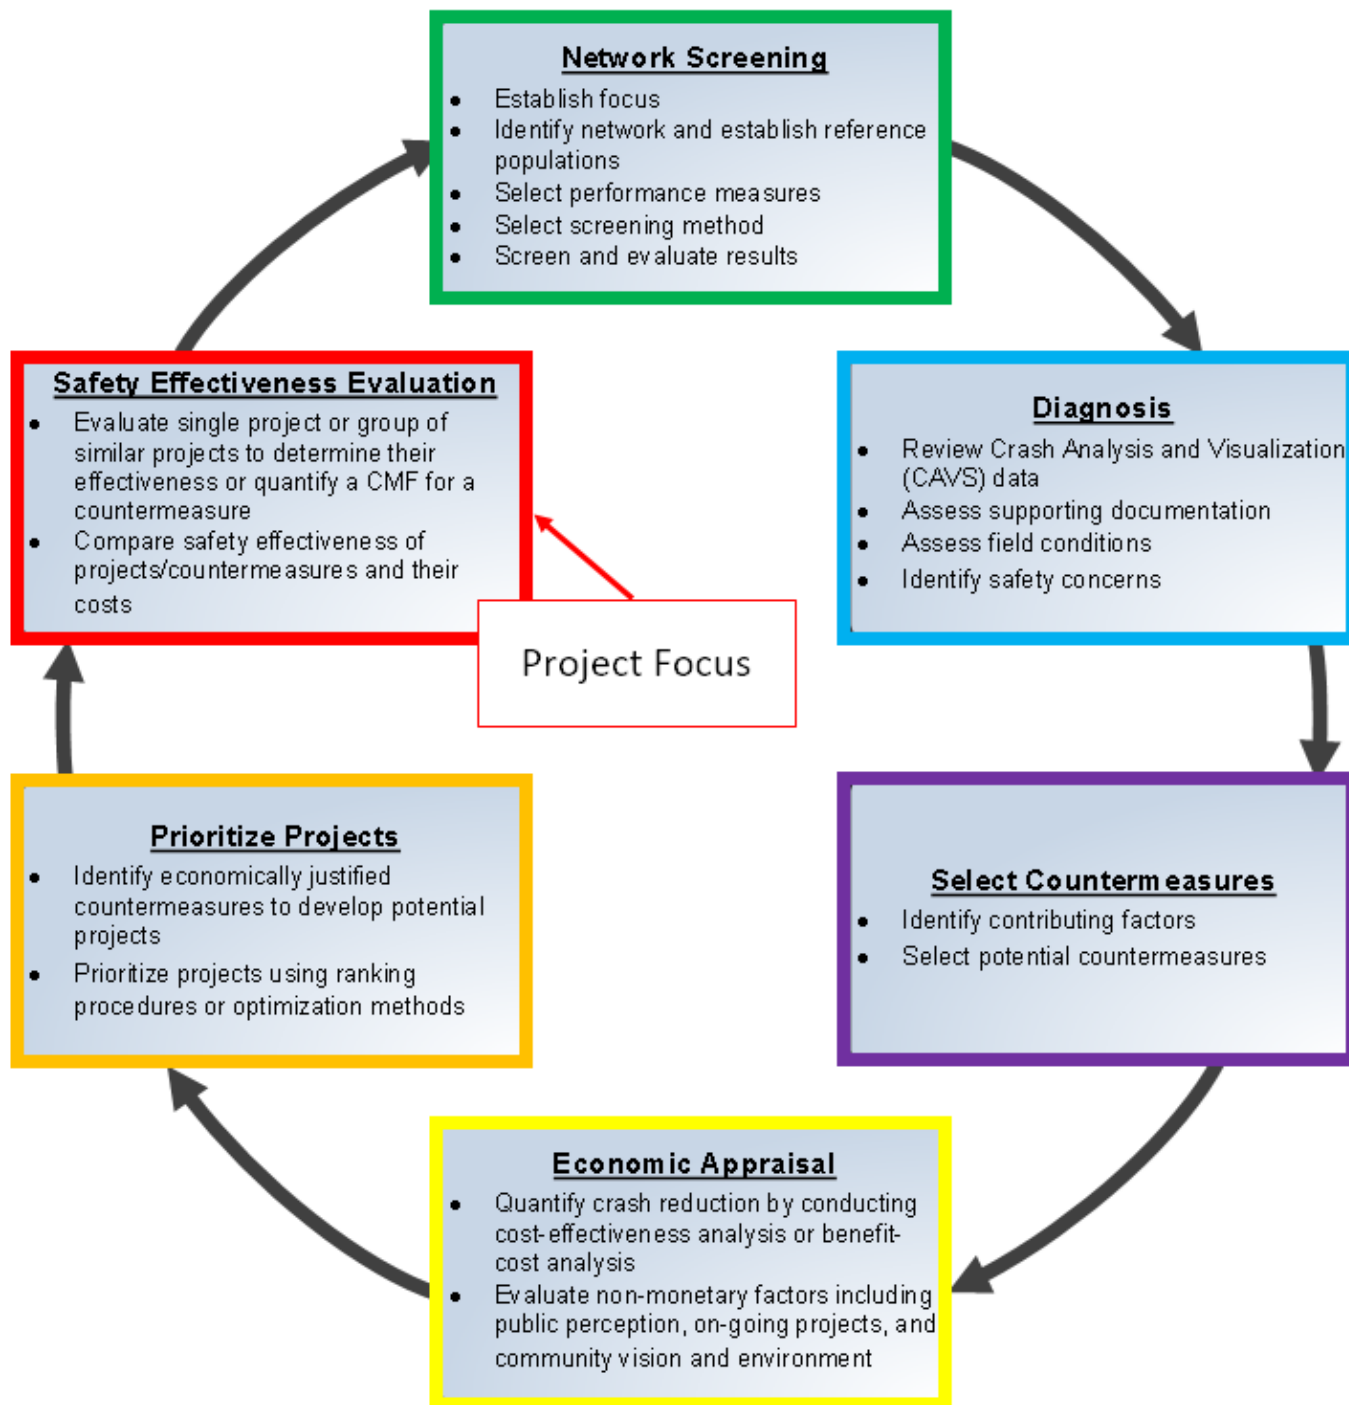 Network Screening
• Establish focus
• Identify network and establish reference
populations
• Select performance measures
• Select screening method
• Screen and evaluate results
Safety Effectiveness Evaluation
• Evaluate single project or group of
similar projects to determine their
effectiveness or quantify a CMF for a
countermeasure
• Compare safety effectiveness of
projects/countermeasures and their
costs
Diagnosis
• Review Crash Analysis and Visualization
(CAVS) data
• Assess supporting documentation
• Assess field conditions
• Identify safety concerns
Project Focus
Prioritize Projects
• Identify economically justified
countermeasures to develop potential
projects
• Prioritize projects using ranking
procedures or optimization methods
Select Countermeasures
• Identify contributing factors
• Select potential countermeasures
Economic Appraisal
• Quantify crash reduction by conducting
cost-effectiveness analysis or benefit-
cost analysis
• Evaluate non-monetary factors including
public perception, on-going projects, and
community vision and environment